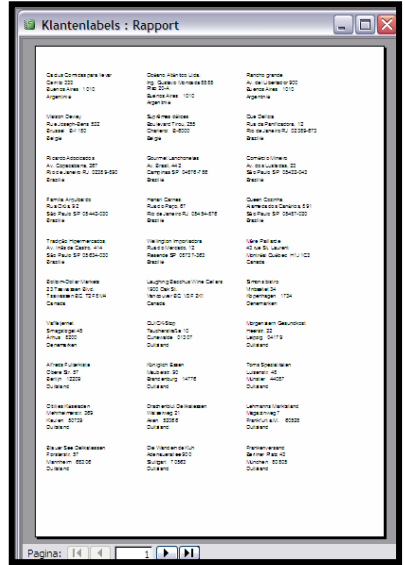 Klantenlabels : Rapport
Cactus Comidas para llevar
Cerrito 333
Buenos Aires 1010
Argentinië
Océano Atlántico Ltda.
Ing. Gustavo Moncada 8585
Piso 20-A
Buenos Aires 1010
Argentinië
Rancho grande
Av. del Libertador 900
Buenos Aires 1010
Argentinië
Maison Dewey
Rue Joseph-Bens 532
Brussel B-1180
België
Suprêmes délices
Boulevard Tirou, 255
Charleroi B-6000
België
Que Delícia
Rua da Panificadora, 12
Rio de Janeiro RJ 02389-673
Brazilië
Ricardo Adocicados
Av. Copacabana, 267
Rio de Janeiro RJ 02389-890
Brazilië
Gourmet Lanchonetes
Av. Brasil, 442
Campinas SP 04876-786
Brazilië
Comércio Mineiro
Av. dos Lusíadas, 23
São Paulo SP 05432-043
Brazilië
Familia Arquibaldo
Rua Orós, 92
São Paulo SP 05442-030
Brazilië
Hanari Carnes
Rua do Paço, 67
Rio de Janeiro RJ 05454-876
Brazilië
Queen Cozinha
Alameda dos Canàrios, 891
São Paulo SP 05487-020
Brazilië
Tradição Hipermercados
Av. Inês de Castro, 414
São Paulo SP 05634-030
Brazilië
Wellington Importadora
Rua do Mercado, 12
Resende SP 08737-363
Brazilië
Mère Paillarde
43 rue St. Laurent
Montréal Québec H1J 1C3
Canada
Bottom-Dollar Markets
23 Tsawassen Blvd.
Tsawassen BC T2F 8M4
Canada
Laughing Bacchus Wine Cellars
1900 Oak St.
Vancouver BC V3F 2K1
Canada
Simons bistro
Vinbæltet 34
Kopenhagen 1734
Denemarken
Vaffeljernet
Smagsløget 45
Århus 8200
Denemarken
QUICK-Stop
Taucherstraße 10
Cunewalde 01307
Duitsland
Morgenstern Gesundkost
Heerstr. 22
Leipzig 04179
Duitsland
Alfreds Futterkiste
Obere Str. 57
Berlijn 12209
Duitsland
Königlich Essen
Maubelstr. 90
Brandenburg 14776
Duitsland
Toms Spezialitäten
Luisenstr. 48
Münster 44087
Duitsland
Ottilies Käseladen
Mehrheimerstr. 369
Keulen 50739
Duitsland
Drachenblut Delikatessen
Walserweg 21
Aken 52066
Duitsland
Lehmanns Marktstand
Magazinweg 7
Frankfurt a.M. 60528
Duitsland
Blauer See Delikatessen
Forsterstr. 57
Mannheim 68306
Duitsland
Die Wandernde Kuh
Adenauerallee 900
Stuttgart 70563
Duitsland
Frankenversand
Berliner Platz 43
München 80805
Duitsland
Pagina: 1